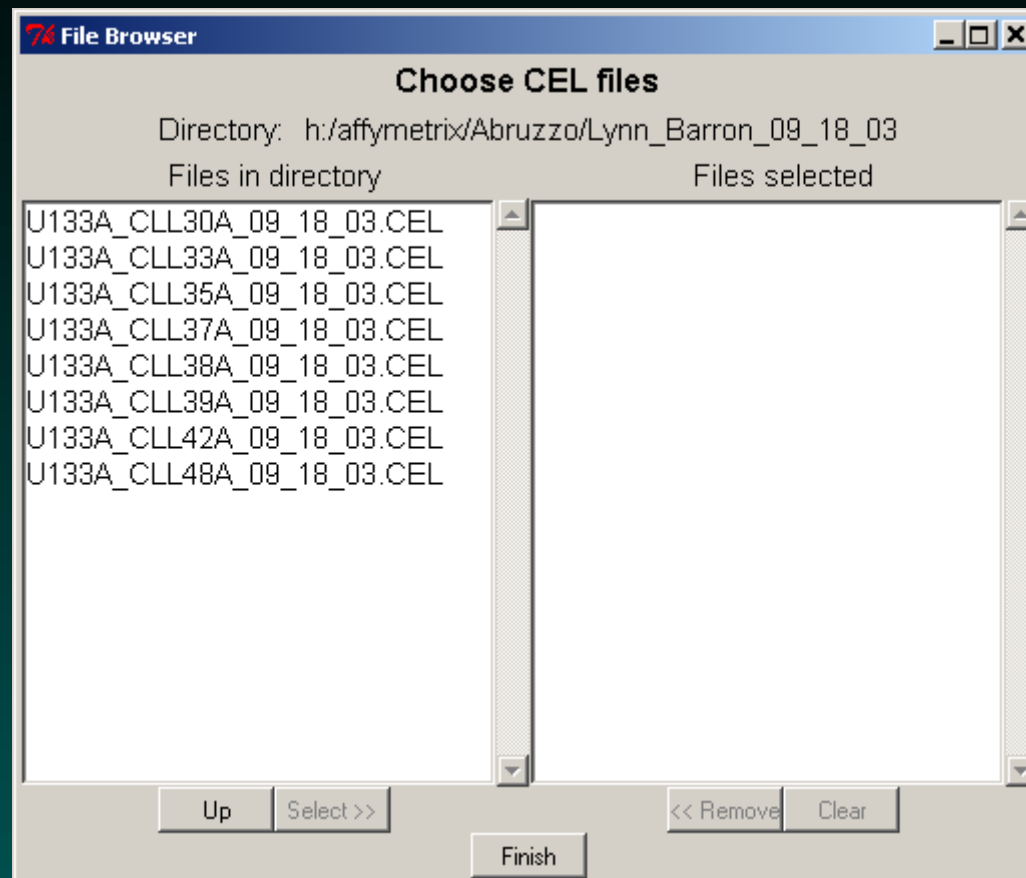 File Browser
Choose CEL files
Directory: h:/affymetrix/Abruzzo/Lynn_Barron_09_18_03
Files in directory
Files selected
U133A_CLL30A_09_18_03.CEL
U133A_CLL33A_09_18_03.CEL
U133A_CLL35A_09_18_03.CEL
U133A_CLL37A_09_18_03.CEL
U133A_CLL38A_09_18_03.CEL
U133A_CLL39A_09_18_03.CEL
U133A_CLL42A_09_18_03.CEL
U133A_CLL48A_09_18_03.CEL
Up Select >> << Remove Clear
Finish